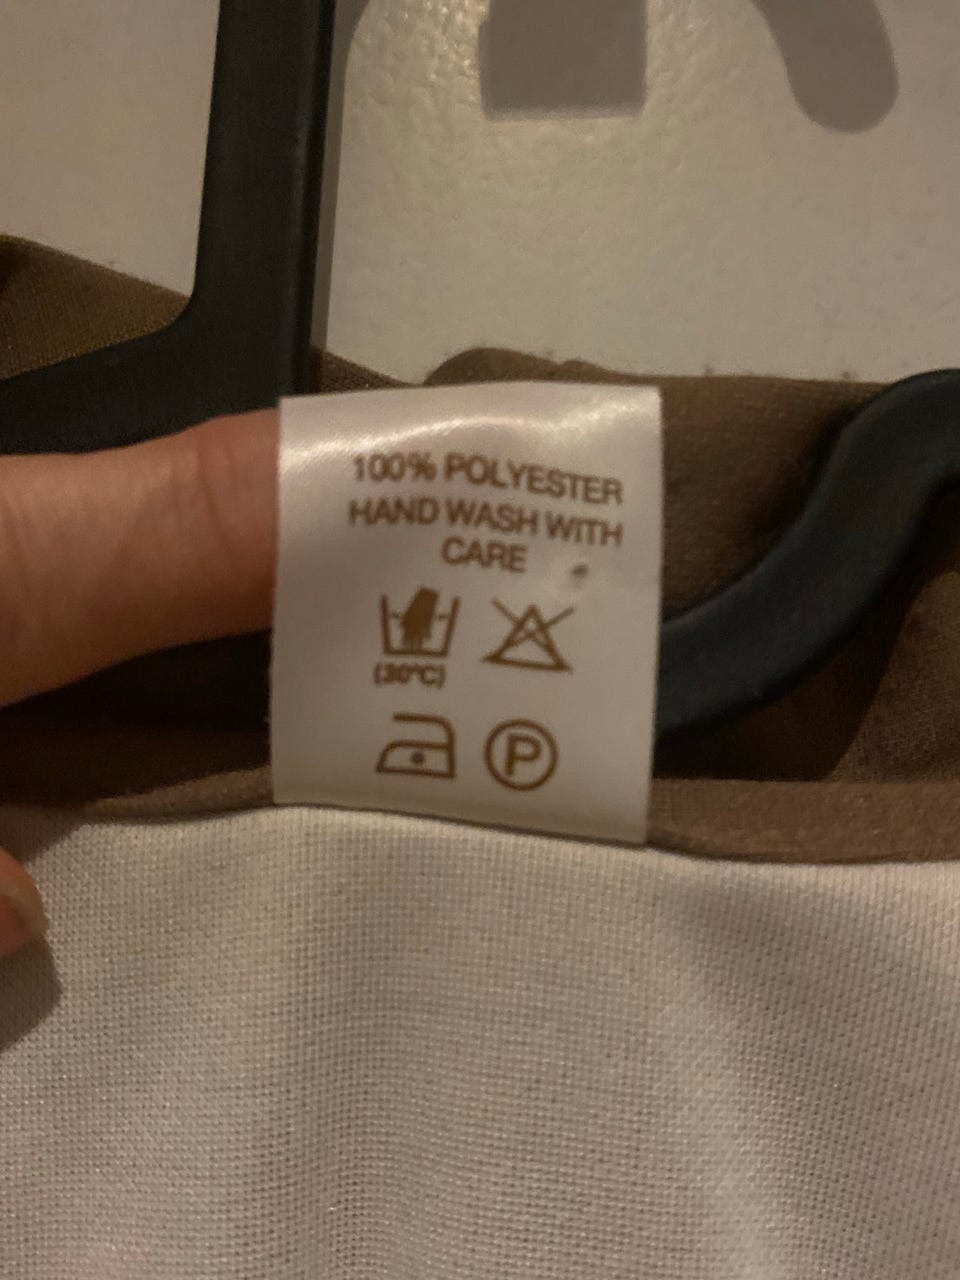 100% POLYESTER
HAND WASH WITH
CARE
(30°C)
P